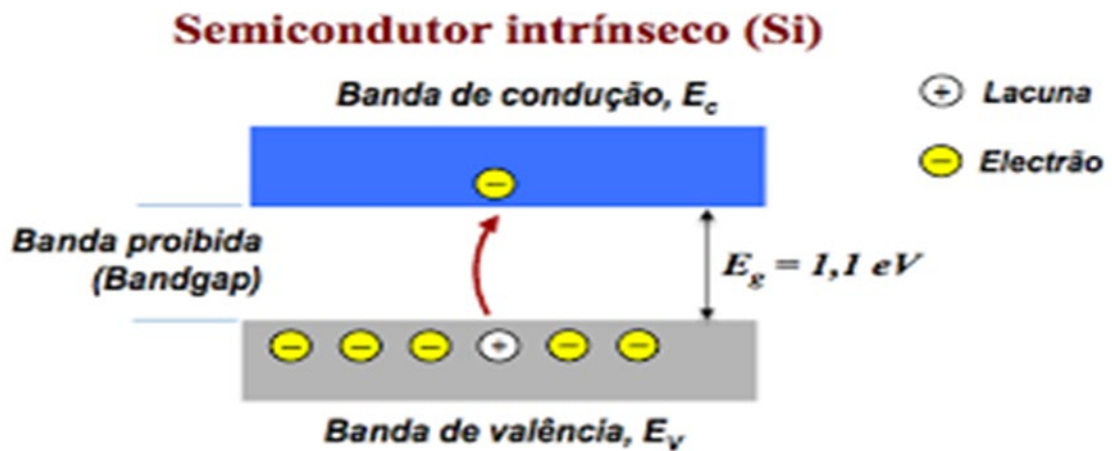 Semicondutor intrínseco (Si)
Banda de condução, Ec
+ Lacuna
− Electrão
−
Banda proibida
(Bandgap)
Eg = 1,1 eV
− − − + − −
Banda de valência, EV